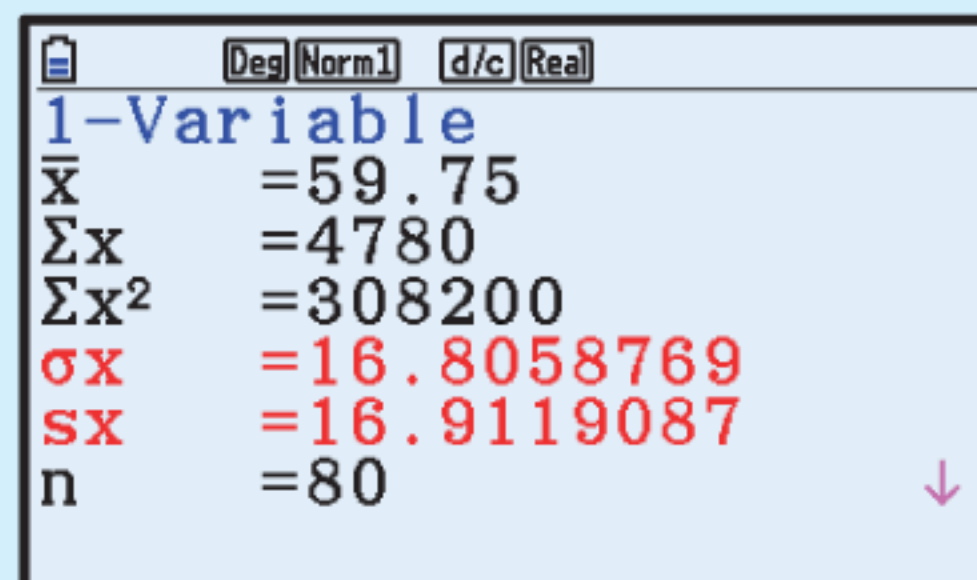 Deg Norm1 d/c Real
1-Variable
x̄ =59.75
Σx =4780
Σx² =308200
σx =16.8058769
sx =16.9119087
n =80 ↓